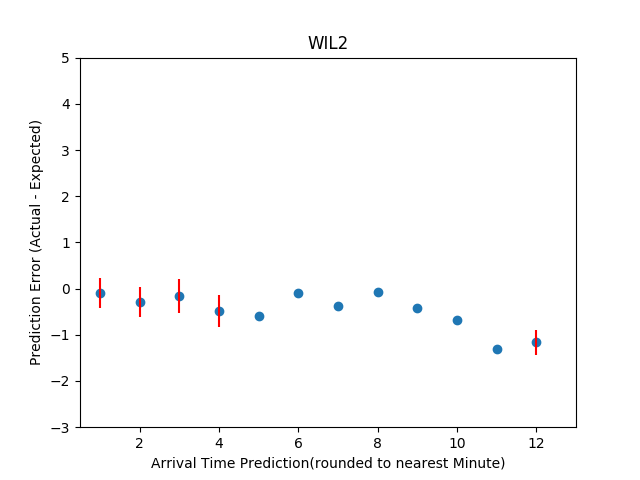 WIL2
5
4
3
2
1
0
−1
−2
−3
Prediction Error (Actual - Expected)
2 4 6 8 10 12
Arrival Time Prediction(rounded to nearest Minute)